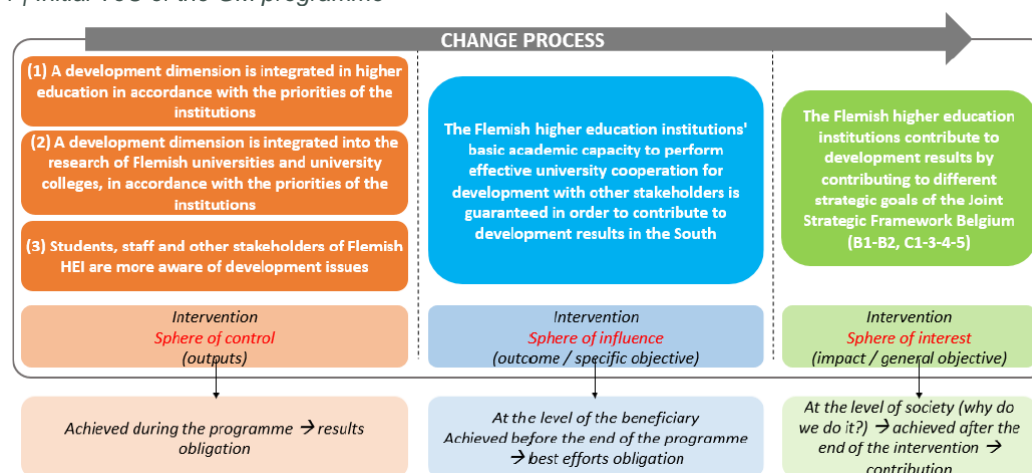 Initial ToC of the GM programme
CHANGE PROCESS
(1) A development dimension is integrated in higher
education in accordance with the priorities of the
institutions
(2) A development dimension is integrated into the
research of Flemish universities and university
colleges, in accordance with the priorities of the
institutions
(3) Students, staff and other stakeholders of Flemish
HEI are more aware of development issues
The Flemish higher education institutions'
basic academic capacity to perform
effective university cooperation for
development with other stakeholders is
guaranteed in order to contribute to
development results in the South
The Flemish higher education
institutions contribute to
development results by
contributing to different
strategic goals of the Joint
Strategic Framework Belgium
(B1-B2, C1-3-4-5)
Intervention
Sphere of control
(outputs)
Intervention
Sphere of influence
(outcome / specific objective)
Intervention
Sphere of interest
(impact / general objective)
Achieved during the programme → results
obligation
At the level of the beneficiary
Achieved before the end of the programme
→ best efforts obligation
At the level of society (why do
we do it?) → achieved after the
end of the intervention →
contribution